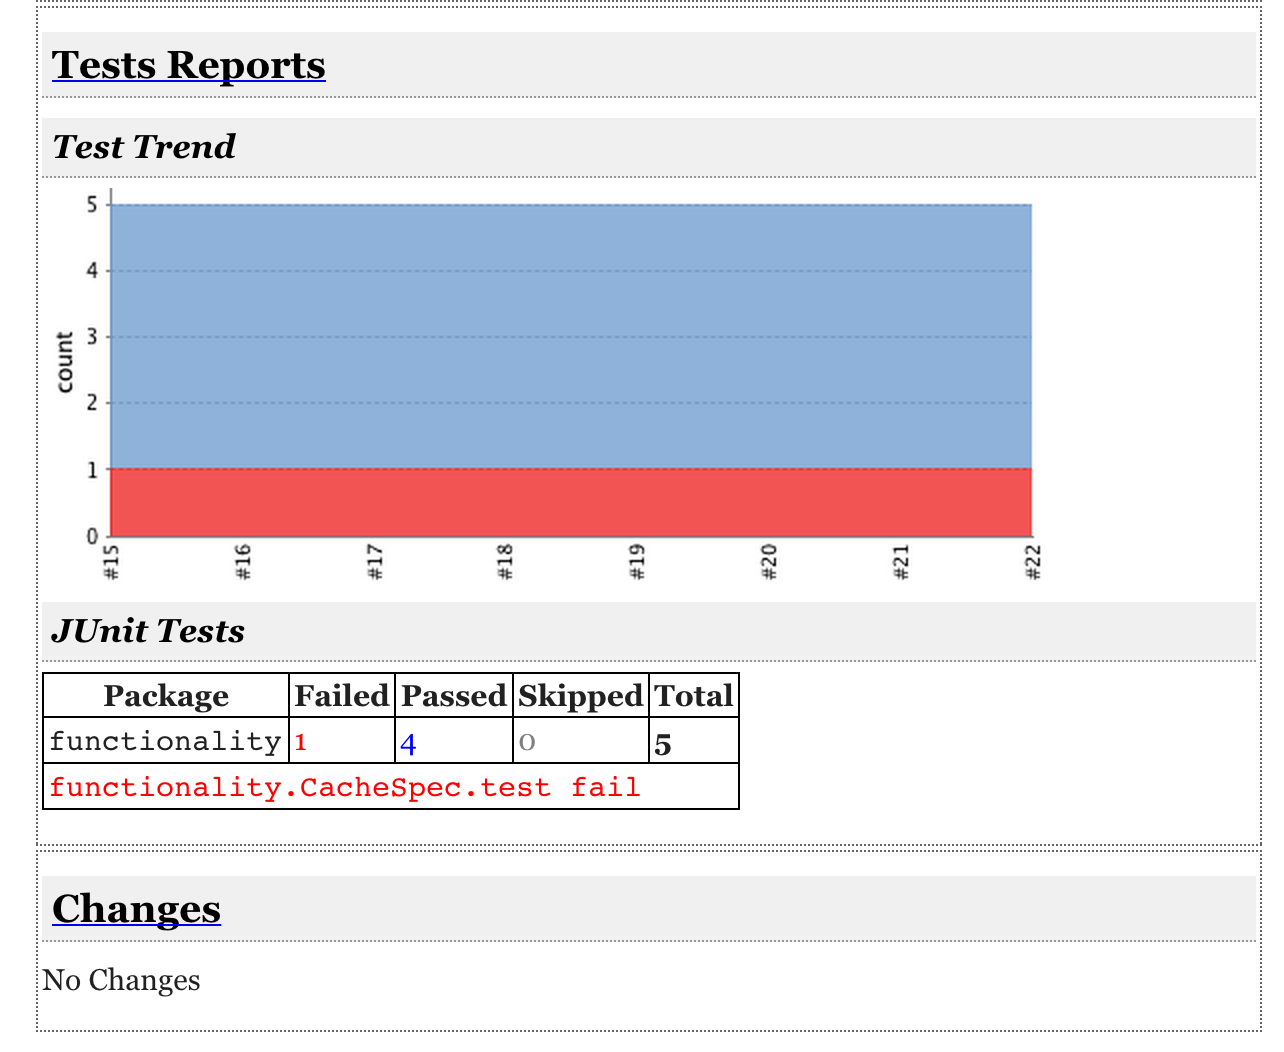 Tests Reports
Test Trend
5
4
3
2
1
0
count
#15 #16 #17 #18 #19 #20 #21 #22
JUnit Tests
Package Failed Passed Skipped Total
functionality 1 4 0 5
functionality.CacheSpec.test fail
Changes
No Changes